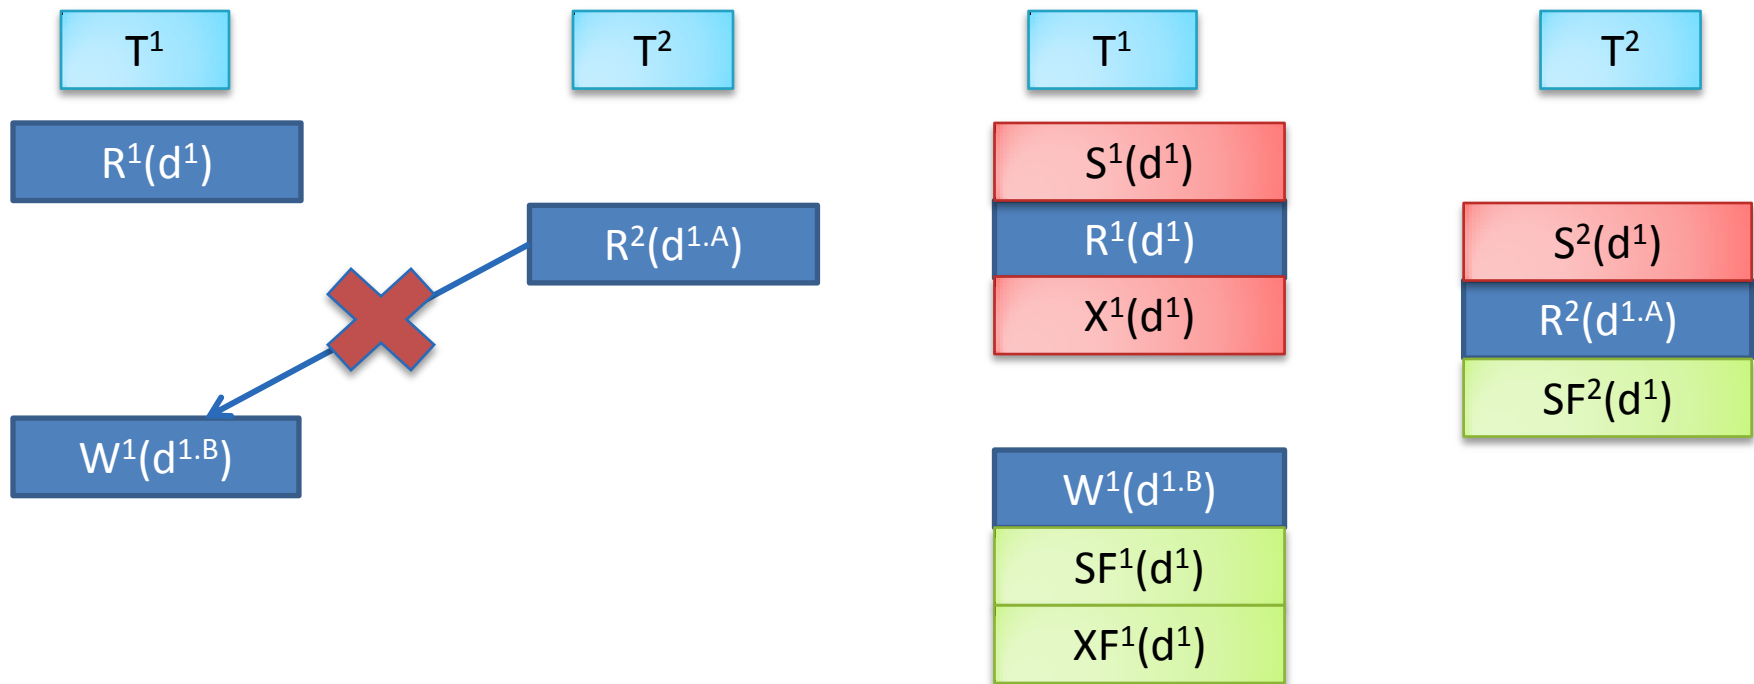 T¹
T²
R¹(d¹)
R²(d¹·ᴬ)
W¹(d¹·ᴮ)
T¹
T²
S¹(d¹)
R¹(d¹)
X¹(d¹)
S²(d¹)
R²(d¹·ᴬ)
SF²(d¹)
W¹(d¹·ᴮ)
SF¹(d¹)
XF¹(d¹)